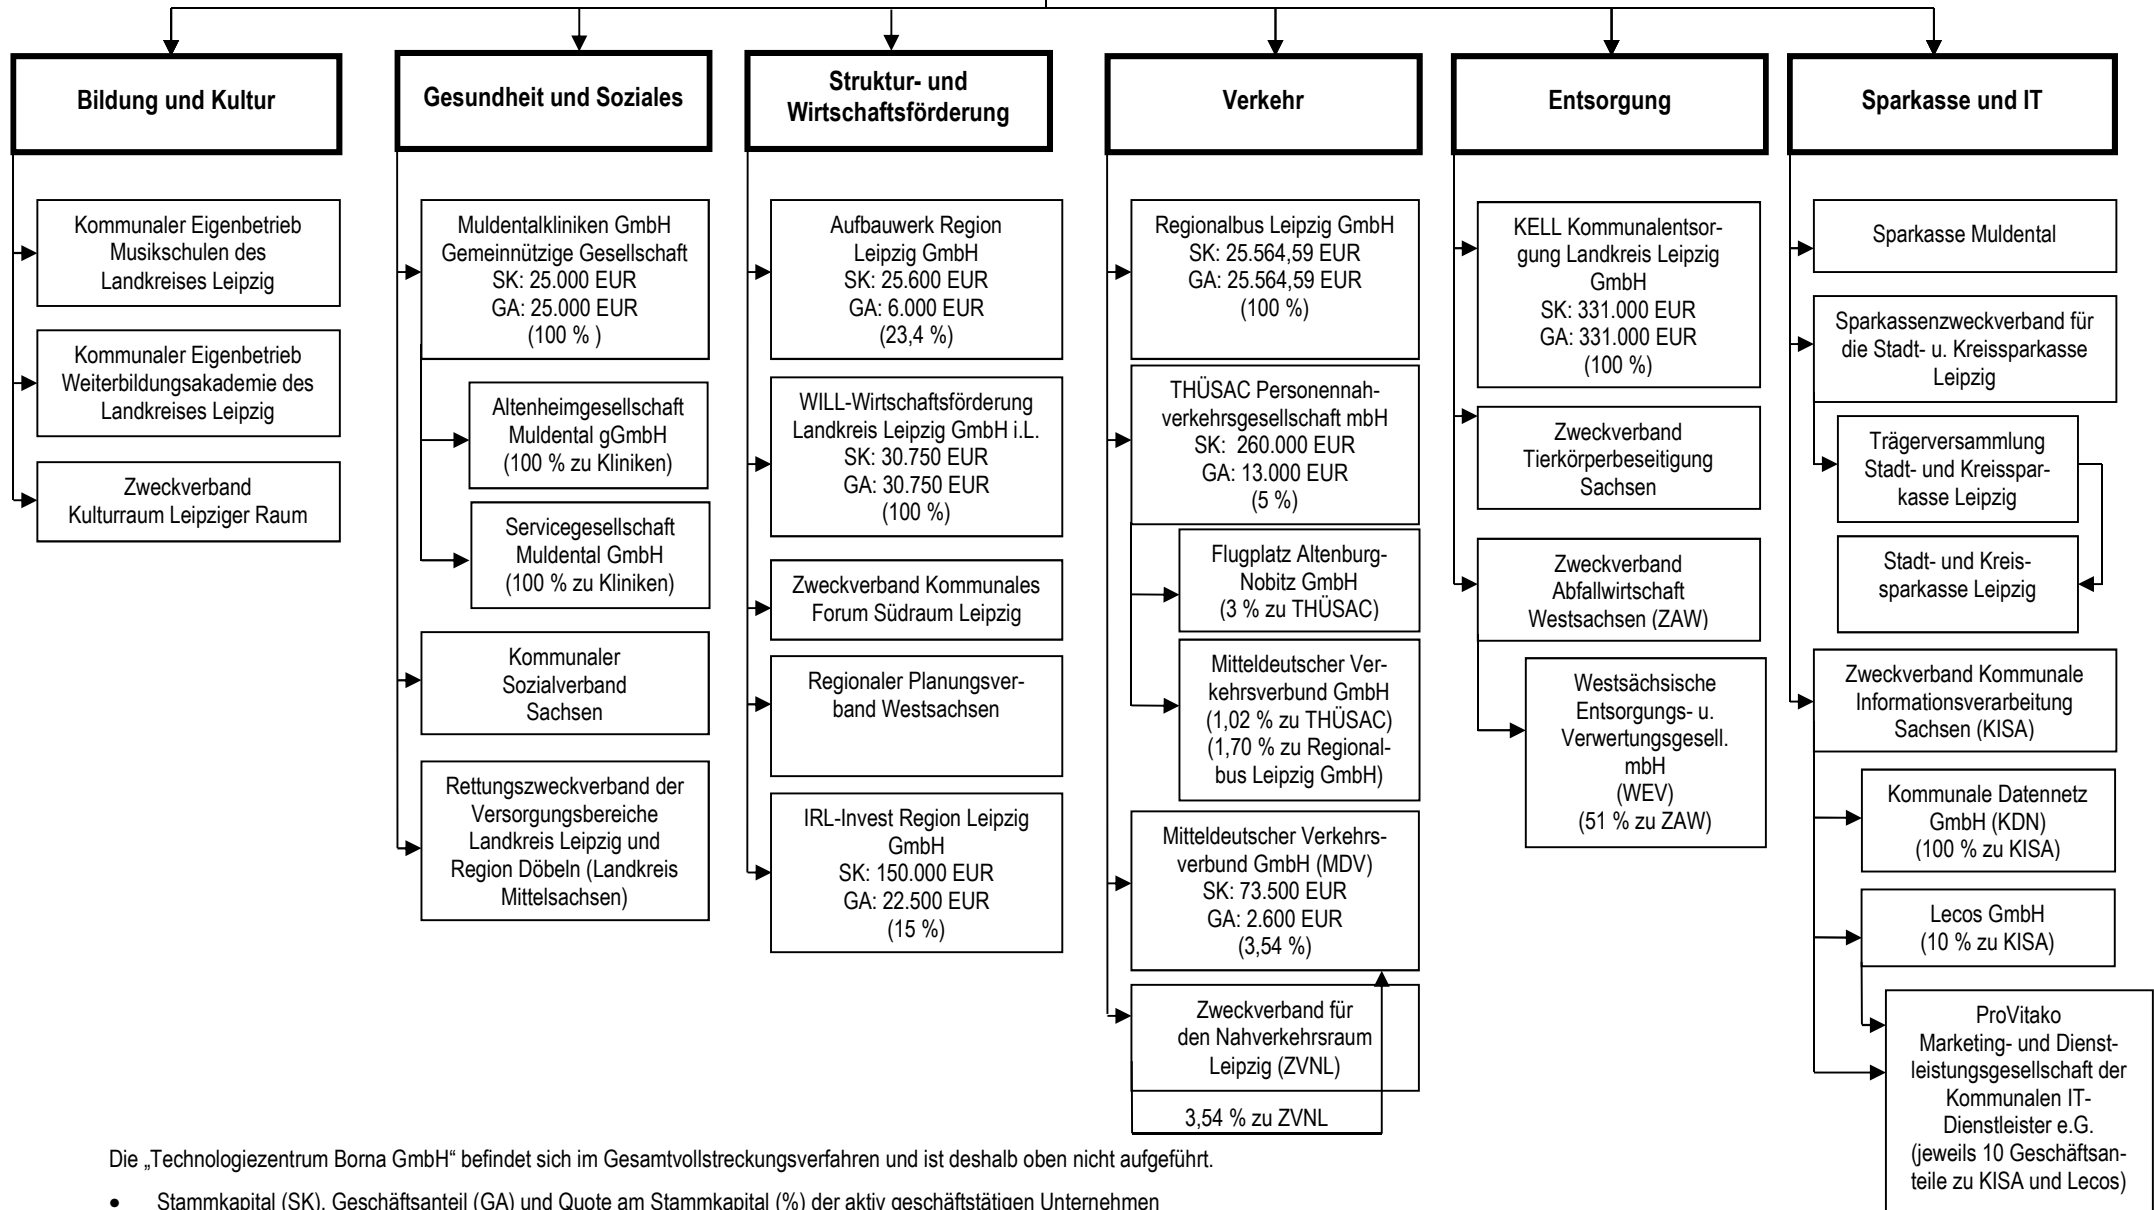 Bildung und Kultur
Kommunaler Eigenbetrieb
Musikschulen des
Landkreises Leipzig
Kommunaler Eigenbetrieb
Weiterbildungsakademie des
Landkreises Leipzig
Zweckverband
Kulturraum Leipziger Raum
Gesundheit und Soziales
Muldentalkliniken GmbH
Gemeinnützige Gesellschaft
SK: 25.000 EUR
GA: 25.000 EUR
(100 % )
Altenheimgesellschaft
Muldental gGmbH
(100 % zu Kliniken)
Servicegesellschaft
Muldental GmbH
(100 % zu Kliniken)
Kommunaler
Sozialverband
Sachsen
Rettungszweckverband der
Versorgungsbereiche
Landkreis Leipzig und
Region Döbeln (Landkreis
Mittelsachsen)
Struktur- und
Wirtschaftsförderung
Aufbauwerk Region
Leipzig GmbH
SK: 25.600 EUR
GA: 6.000 EUR
(23,4 %)
WILL-Wirtschaftsförderung
Landkreis Leipzig GmbH i.L.
SK: 30.750 EUR
GA: 30.750 EUR
(100 %)
Zweckverband Kommunales
Forum Südraum Leipzig
Regionaler Planungsver-
band Westsachsen
IRL-Invest Region Leipzig
GmbH
SK: 150.000 EUR
GA: 22.500 EUR
(15 %)
Verkehr
Regionalbus Leipzig GmbH
SK: 25.564,59 EUR
GA: 25.564,59 EUR
(100 %)
THÜSAC Personennah-
verkehrsgesellschaft mbH
SK: 260.000 EUR
GA: 13.000 EUR
(5 %)
Flugplatz Altenburg-
Nobitz GmbH
(3 % zu THÜSAC)
Mitteldeutscher Ver-
kehrsverbund GmbH
(1,02 % zu THÜSAC)
(1,70 % zu Regional-
bus Leipzig GmbH)
Mitteldeutscher Verkehrs-
verbund GmbH (MDV)
SK: 73.500 EUR
GA: 2.600 EUR
(3,54 %)
Zweckverband für
den Nahverkehrsraum
Leipzig (ZVNL)
3,54 % zu ZVNL
Entsorgung
KELL Kommunalentsor-
gung Landkreis Leipzig
GmbH
SK: 331.000 EUR
GA: 331.000 EUR
(100 %)
Zweckverband
Tierkörperbeseitigung
Sachsen
Zweckverband
Abfallwirtschaft
Westsachsen (ZAW)
Westsächsische
Entsorgungs- u.
Verwertungsgesell.
mbH
(WEV)
(51 % zu ZAW)
Sparkasse und IT
Sparkasse Muldental
Sparkassenzweckverband für
die Stadt- u. Kreissparkasse
Leipzig
Trägerversammlung
Stadt- und Kreisspar-
kasse Leipzig
Stadt- und Kreis-
sparkasse Leipzig
Zweckverband Kommunale
Informationsverarbeitung
Sachsen (KISA)
Kommunale Datennetz
GmbH (KDN)
(100 % zu KISA)
Lecos GmbH
(10 % zu KISA)
ProVitako
Marketing- und Dienst-
leistungsgesellschaft der
Kommunalen IT-
Dienstleister e.G.
(jeweils 10 Geschäftsan-
teile zu KISA und Lecos)
Die „Technologiezentrum Borna GmbH“ befindet sich im Gesamtvollstreckungsverfahren und ist deshalb oben nicht aufgeführt.
• Stammkapital (SK), Geschäftsanteil (GA) und Quote am Stammkapital (%) der aktiv geschäftstätigen Unternehmen